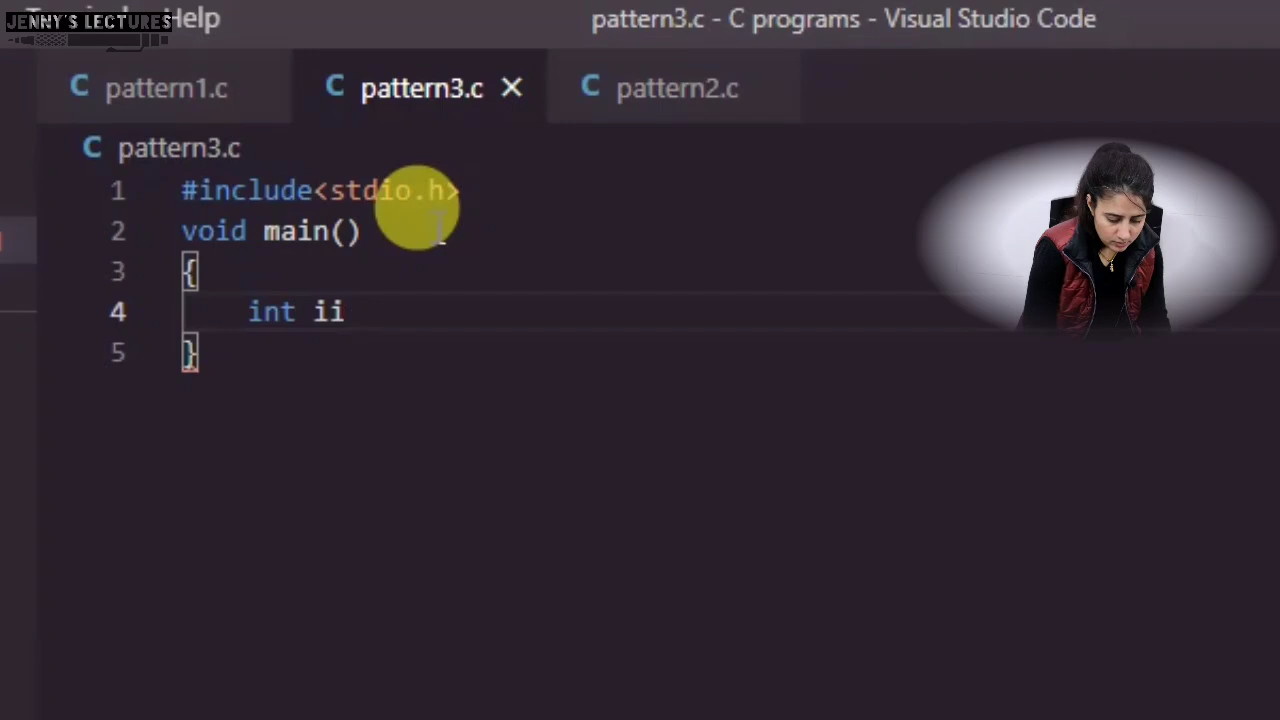 JENNY'S LECTURES
Help
pattern3.c - C programs - Visual Studio Code
pattern1.c
pattern3.c
pattern2.c
C pattern3.c
1 #include<stdio.h>
2 void main()
3 {
4 int ii
5 }